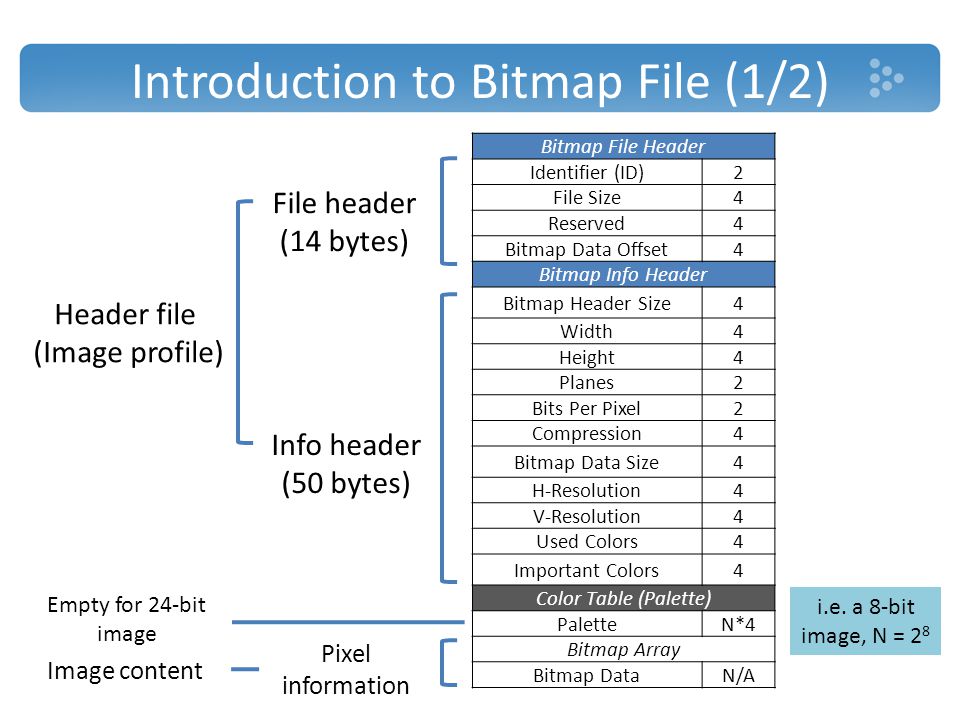 Introduction to Bitmap File (1/2)
Header file
(Image profile)
File header
(14 bytes)
Info header
(50 bytes)
Bitmap File Header
Identifier (ID) 2
File Size 4
Reserved 4
Bitmap Data Offset 4
Bitmap Info Header
Bitmap Header Size 4
Width 4
Height 4
Planes 2
Bits Per Pixel 2
Compression 4
Bitmap Data Size 4
H-Resolution 4
V-Resolution 4
Used Colors 4
Important Colors 4
Color Table (Palette)
Palette N*4
Bitmap Array
Bitmap Data N/A
Empty for 24-bit
image
Image content
Pixel
information
i.e. a 8-bit
image, N = 2⁸